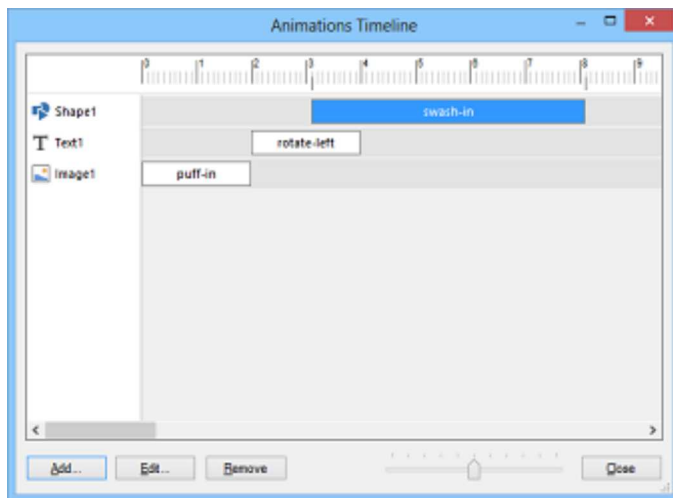 Animations Timeline
0 1 2 3 4 5 6 7 8 9
Shape1 swash-in
Text1 rotate-left
Image1 puff-in
Add... Edit... Remove Close